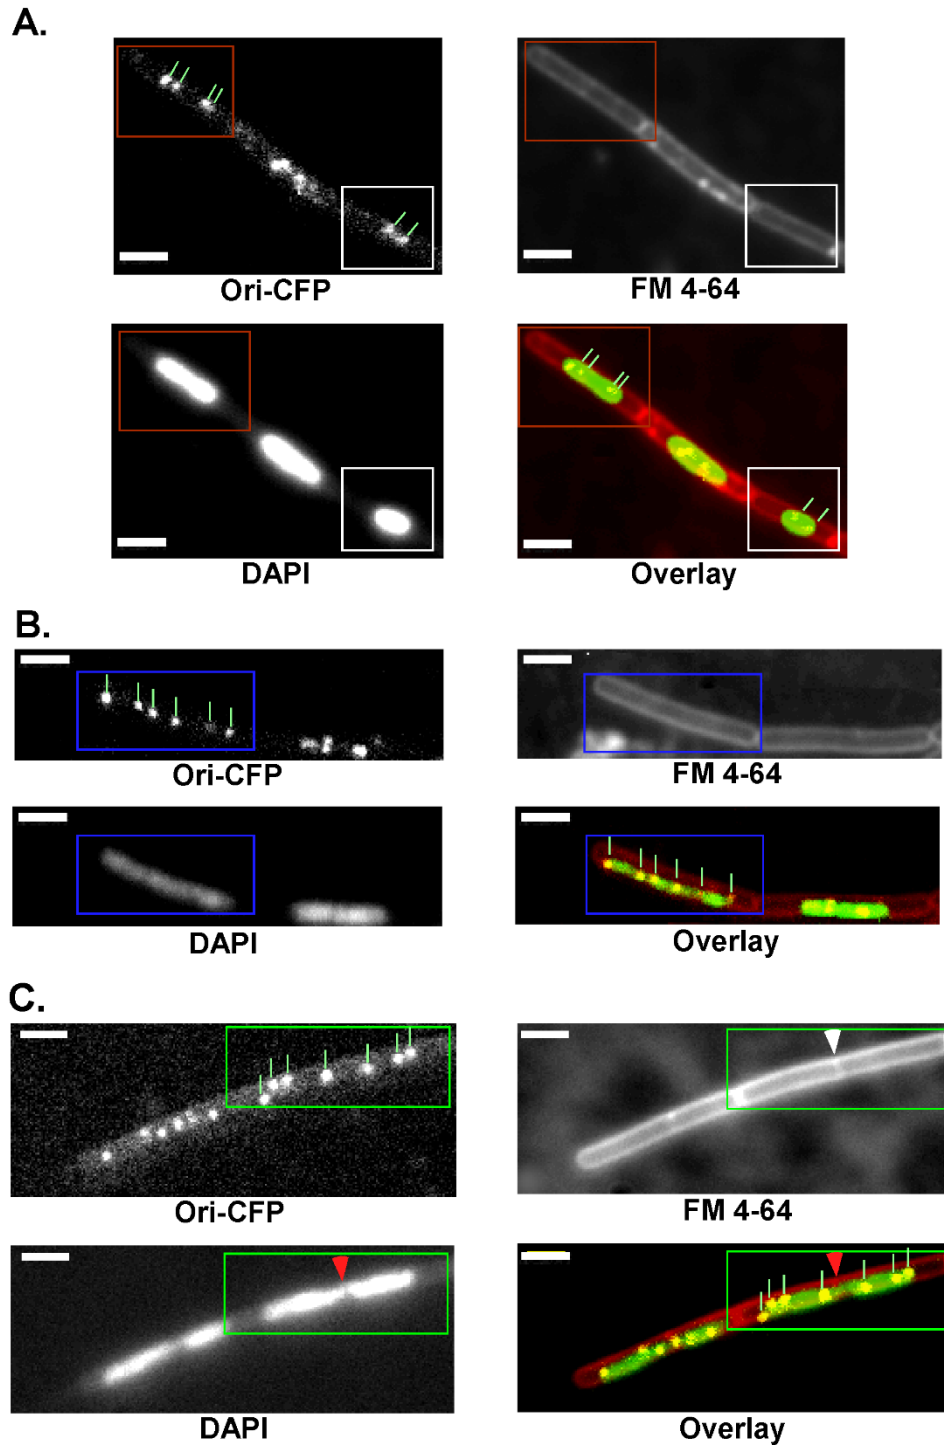 A.
Ori-CFP
FM 4-64
DAPI
Overlay
B.
Ori-CFP
FM 4-64
DAPI
Overlay
C.
Ori-CFP
FM 4-64
DAPI
Overlay